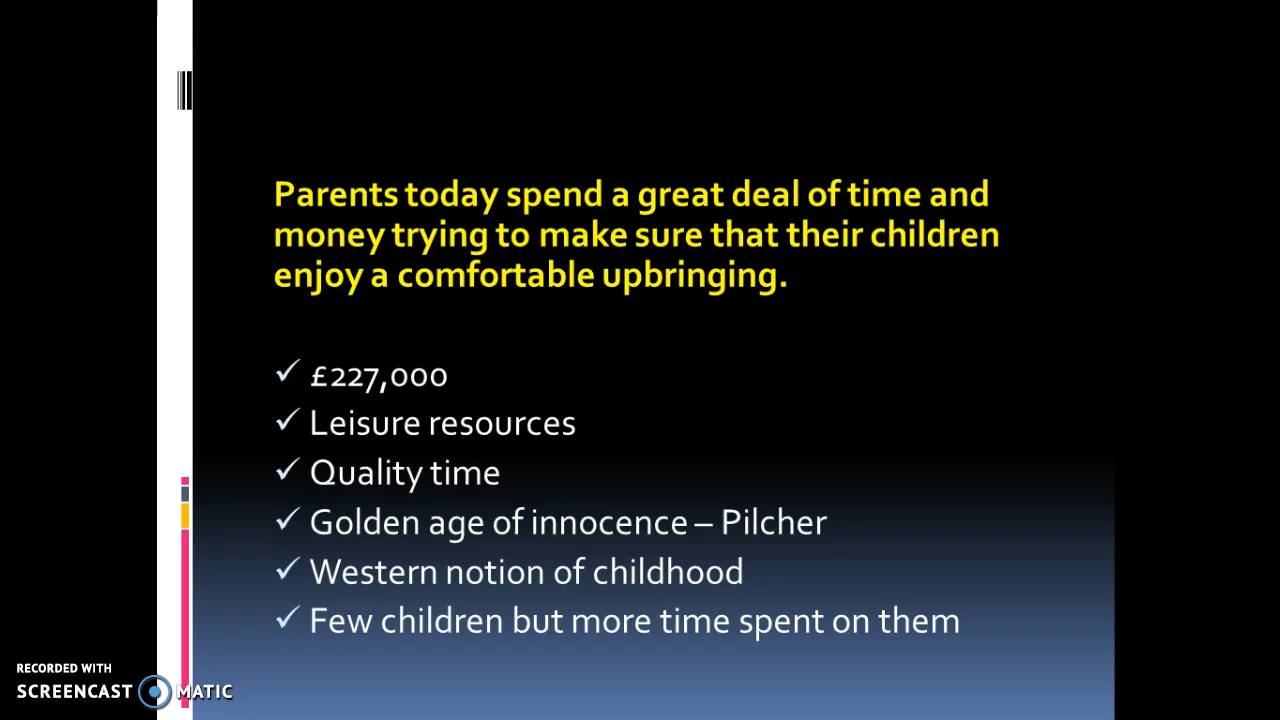 Parents today spend a great deal of time and
money trying to make sure that their children
enjoy a comfortable upbringing.
✓ £227,000
✓ Leisure resources
✓ Quality time
✓ Golden age of innocence – Pilcher
✓ Western notion of childhood
✓ Few children but more time spent on them
RECORDED WITH
SCREENCAST MATIC